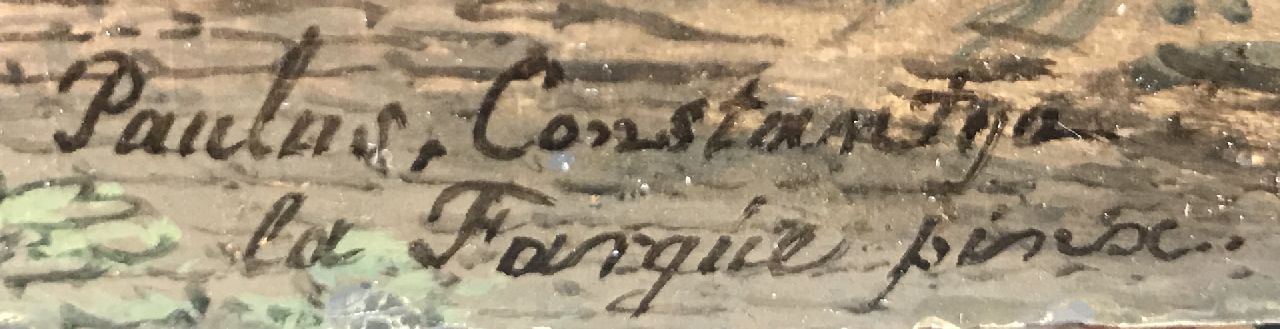 Paulus, Constantyn
la Fargue pinx.